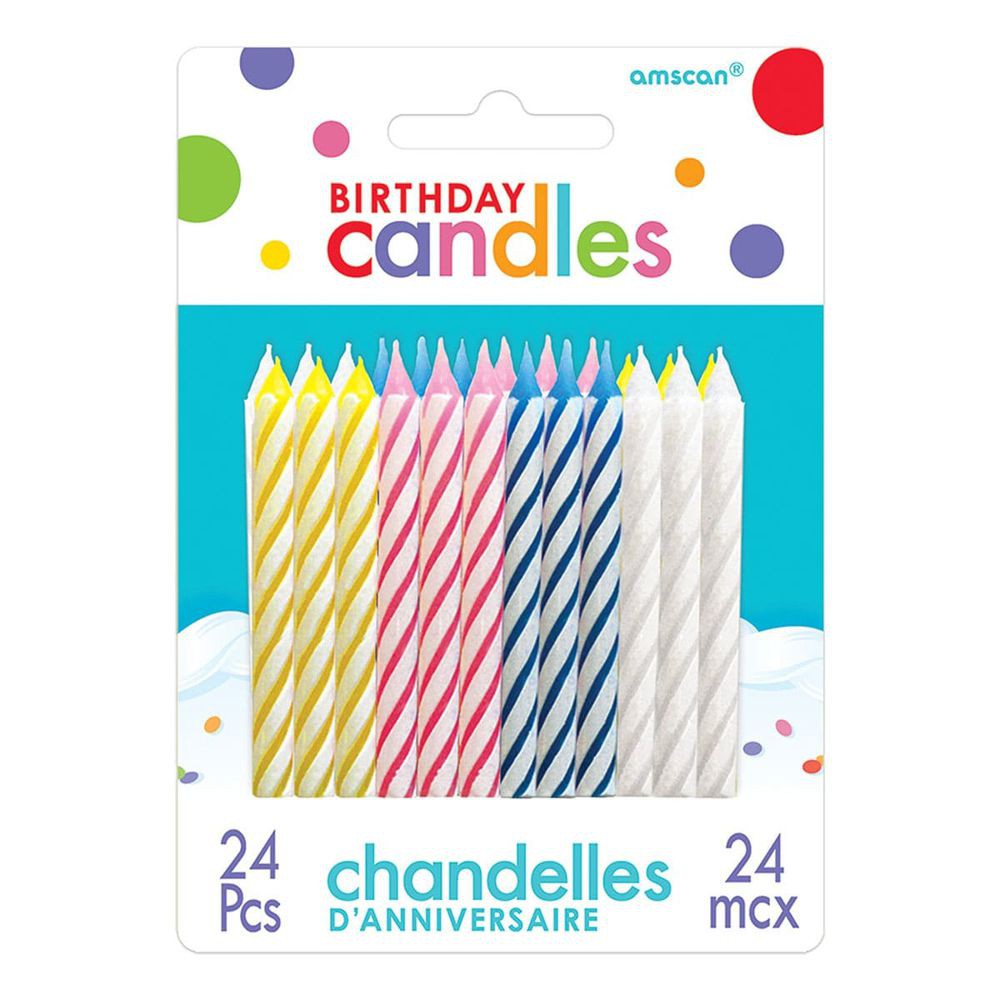 amscan®
BIRTHDAY
candles
24
Pcs
chandelles
D'ANNIVERSAIRE
24
mcx